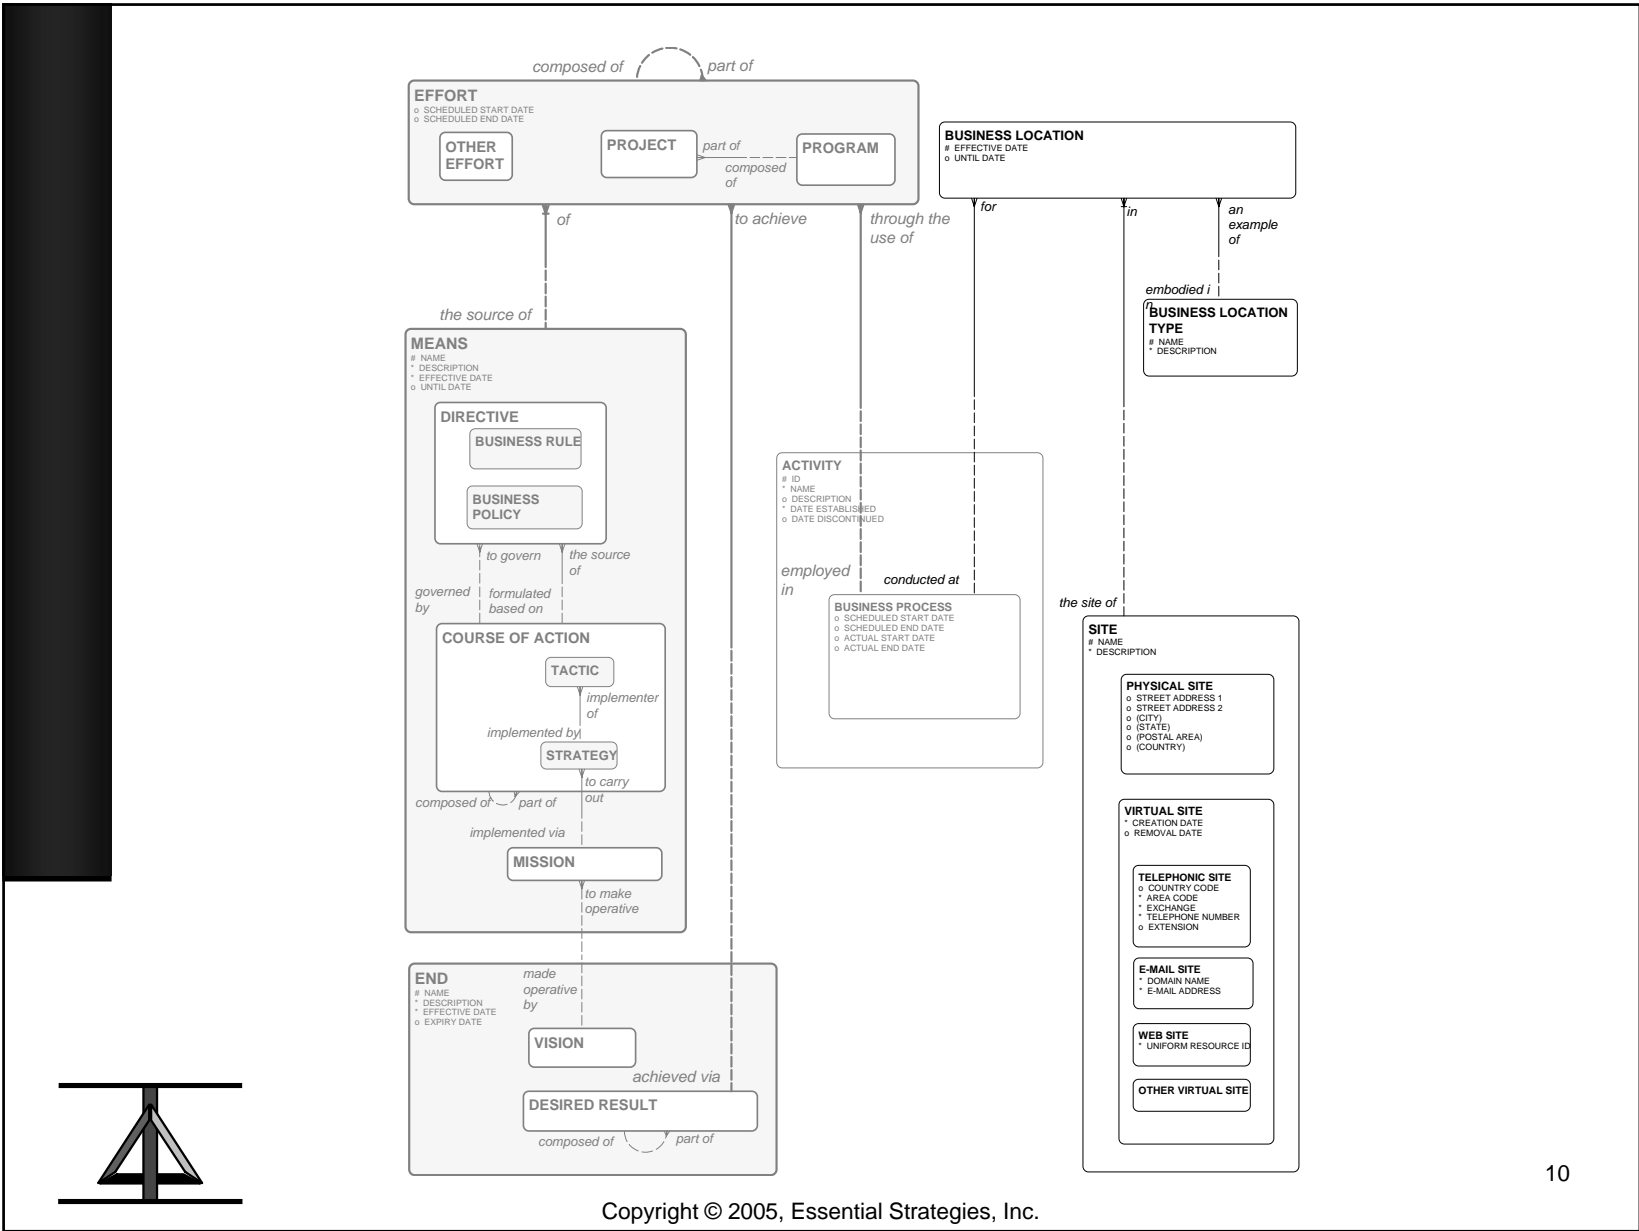 composed of
part of
EFFORT
o SCHEDULED START DATE
o SCHEDULED END DATE
OTHER
EFFORT
PROJECT
part of
composed
of
PROGRAM
of
to achieve
through the
use of
BUSINESS LOCATION
# EFFECTIVE DATE
o UNTIL DATE
for
in
an
example
of
embodied i
n
BUSINESS LOCATION
TYPE
# NAME
* DESCRIPTION
the source of
MEANS
# NAME
* DESCRIPTION
* EFFECTIVE DATE
o UNTIL DATE
DIRECTIVE
BUSINESS RULE
BUSINESS
POLICY
to govern
the source
of
governed
by
formulated
based on
COURSE OF ACTION
TACTIC
implementer
of
implemented by
STRATEGY
to carry
out
composed of
part of
implemented via
MISSION
to make
operative
ACTIVITY
# ID
* NAME
o DESCRIPTION
* DATE ESTABLISHED
o DATE DISCONTINUED
employed
in
conducted at
BUSINESS PROCESS
o SCHEDULED START DATE
o SCHEDULED END DATE
o ACTUAL START DATE
o ACTUAL END DATE
the site of
SITE
# NAME
* DESCRIPTION
PHYSICAL SITE
o STREET ADDRESS 1
o STREET ADDRESS 2
o (CITY)
o (STATE)
o (POSTAL AREA)
o (COUNTRY)
VIRTUAL SITE
* CREATION DATE
o REMOVAL DATE
TELEPHONIC SITE
o COUNTRY CODE
* AREA CODE
* EXCHANGE
* TELEPHONE NUMBER
o EXTENSION
E-MAIL SITE
* DOMAIN NAME
* E-MAIL ADDRESS
WEB SITE
* UNIFORM RESOURCE ID
OTHER VIRTUAL SITE
END
# NAME
* DESCRIPTION
* EFFECTIVE DATE
o EXPIRY DATE
made
operative
by
VISION
achieved via
DESIRED RESULT
composed of
part of
10
Copyright © 2005, Essential Strategies, Inc.